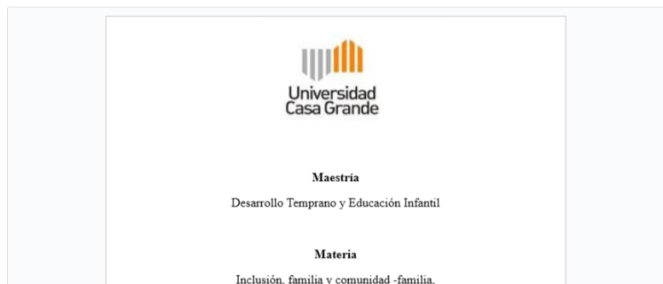 Universidad
Casa Grande
Maestría
Desarrollo Temprano y Educación Infantil
Materia
Inclusión, familia y comunidad -familia.